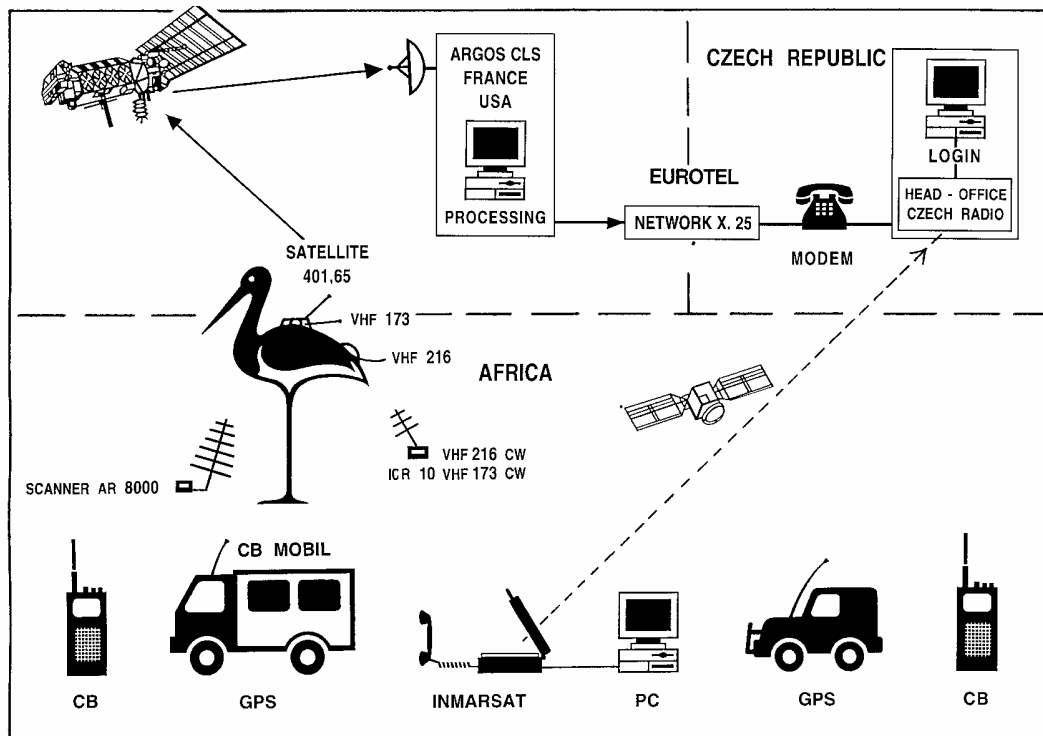 ARGOS CLS
FRANCE
USA
PROCESSING
CZECH REPUBLIC
LOGIN
HEAD - OFFICE
CZECH RADIO
EUROTEL
NETWORK X. 25
MODEM
SATELLITE
401,65
VHF 173
VHF 216
AFRICA
VHF 216 CW
ICR 10 VHF 173 CW
SCANNER AR 8000
CB MOBIL
CB
GPS
INMARSAT
PC
GPS
CB